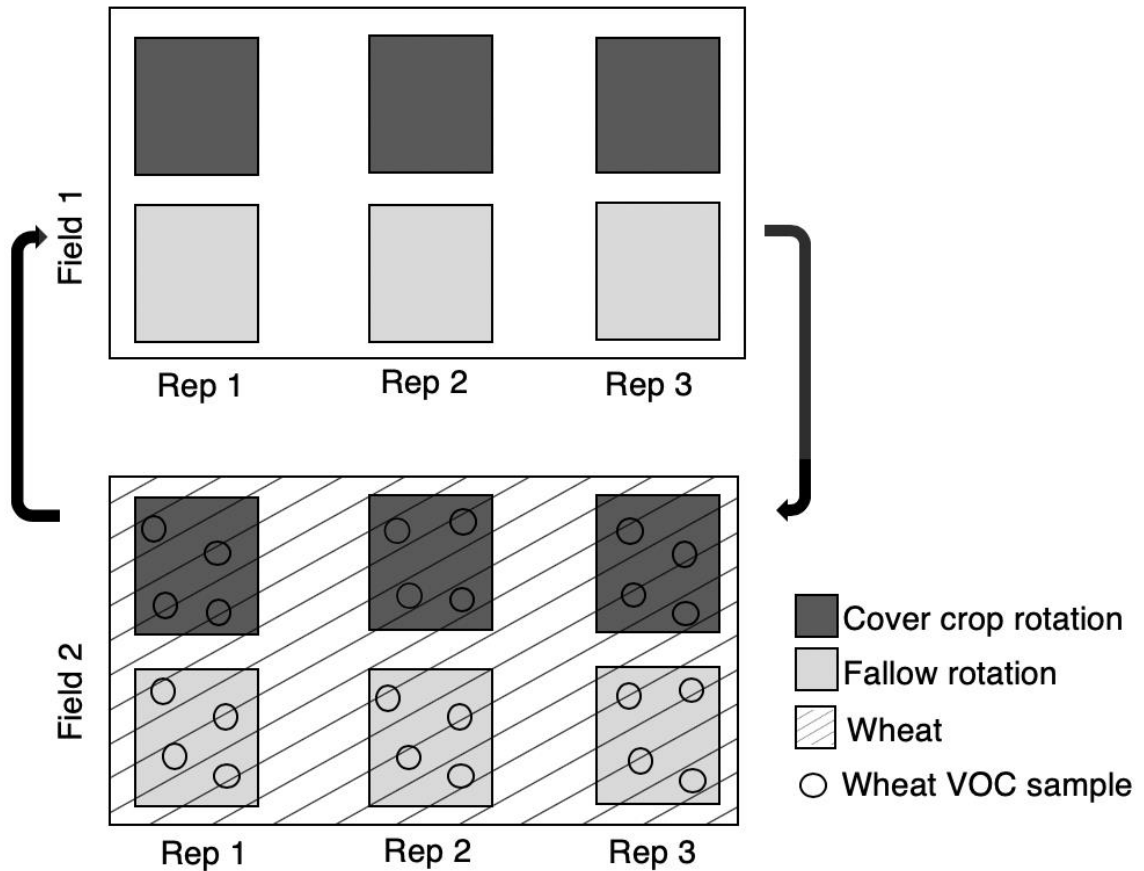 Field 1
Rep 1
Rep 2
Rep 3
Field 2
Rep 1
Rep 2
Rep 3
Cover crop rotation
Fallow rotation
Wheat
Wheat VOC sample